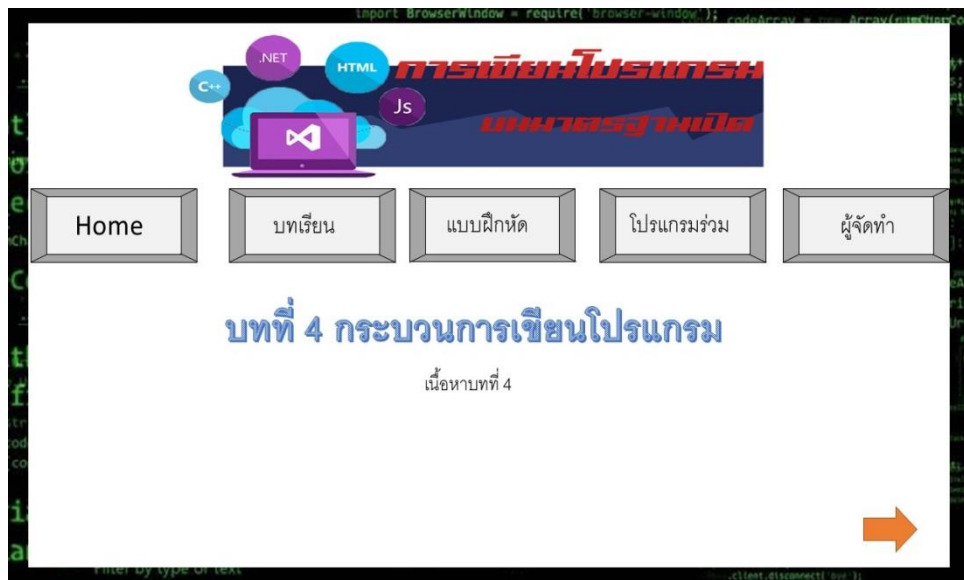 import BrowserWindow = require('browser-window');
.NET
HTML
C++
Js
การเขียนโปรแกรม
บนมาตรฐานเปิด
Home
บทเรียน
แบบฝึกหัด
โปรแกรมร่วม
ผู้จัดทำ
บทที่ 4 กระบวนการเขียนโปรแกรม
เนื้อหาบทที่ 4
Filter by type or text
.client.disconnect('bye');